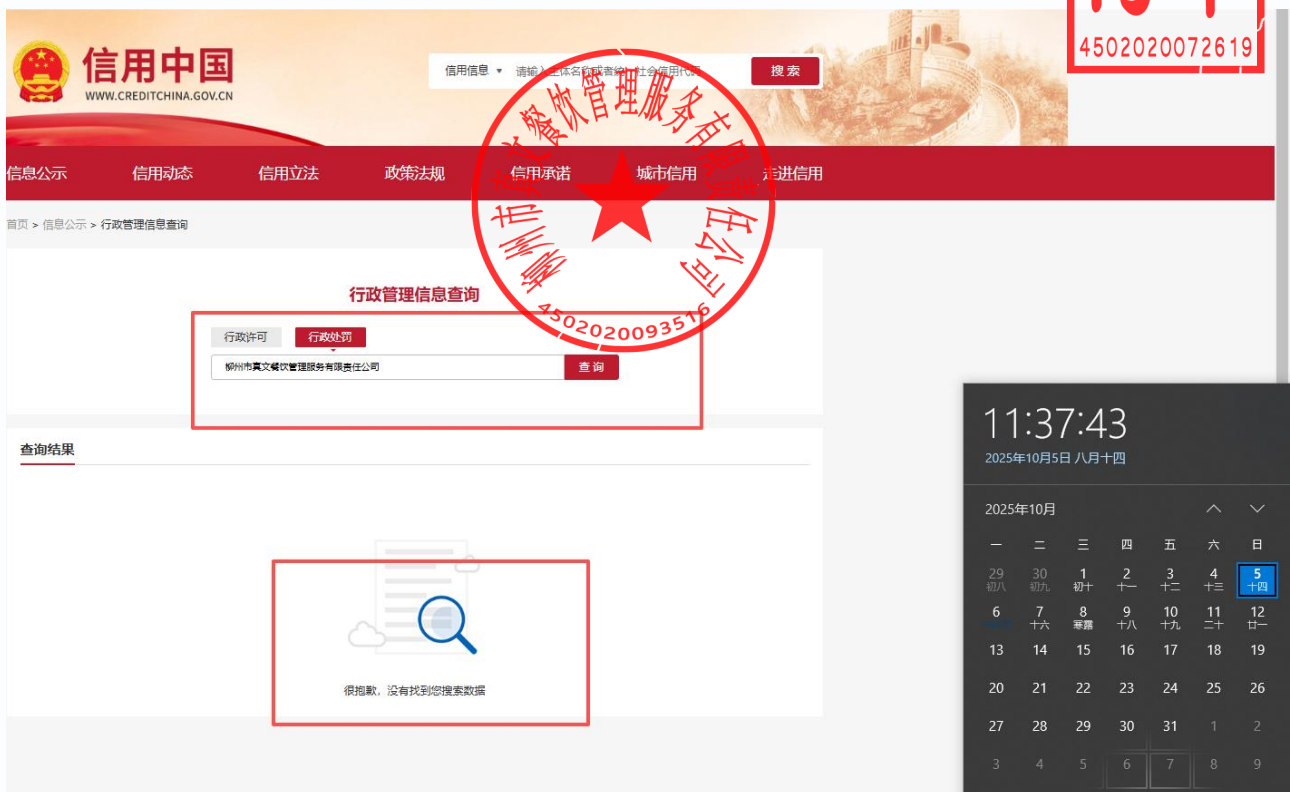 4502020072619
信用中国
WWW.CREDITCHINA.GOV.CN
信用信息
搜索
信息公示 信用动态 信用立法 政策法规 信用承诺 城市信用 走进信用
首页 > 信息公示 > 行政管理信息查询
柳州市真文餐饮管理服务有限责任公司
4502020093516
行政管理信息查询
行政许可 行政处罚
柳州市真文餐饮管理服务有限责任公司
查询
查询结果
很抱歉,没有找到您搜索数据
11:37:43
2025年10月5日 八月十四
2025年10月
一 二 三 四 五 六 日
29 30 1 2 3 4 5
初八 初九 初十 十一 十二 十三 十四
6 7 8 9 10 11 12
十六 寒露 十八 十九 二十 廿一
13 14 15 16 17 18 19
20 21 22 23 24 25 26
27 28 29 30 31 1 2
3 4 5 6 7 8 9